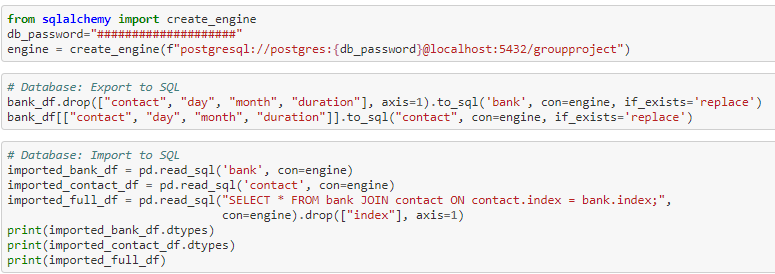 from sqlalchemy import create_engine
db_password="####################"
engine = create_engine(f"postgresql://postgres:{db_password}@localhost:5432/groupproject")
# Database: Export to SQL
bank_df.drop(["contact", "day", "month", "duration"], axis=1).to_sql('bank', con=engine, if_exists='replace')
bank_df[["contact", "day", "month", "duration"]].to_sql("contact", con=engine, if_exists='replace')
# Database: Import to SQL
imported_bank_df = pd.read_sql('bank', con=engine)
imported_contact_df = pd.read_sql('contact', con=engine)
imported_full_df = pd.read_sql("SELECT * FROM bank JOIN contact ON contact.index = bank.index;",
con=engine).drop(["index"], axis=1)
print(imported_bank_df.dtypes)
print(imported_contact_df.dtypes)
print(imported_full_df)